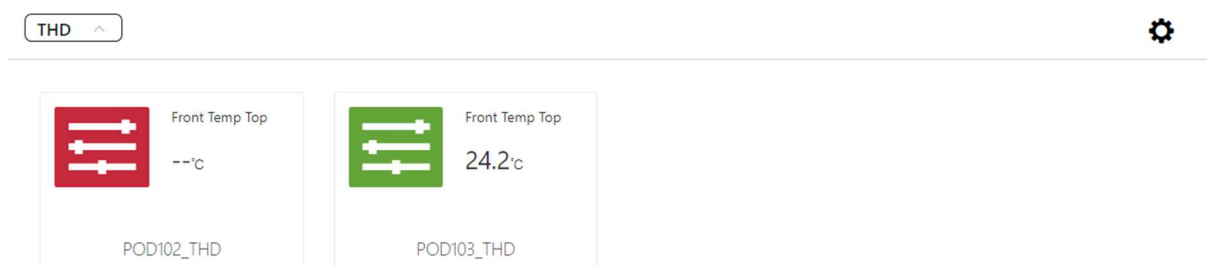 THD
Front Temp Top
--°C
POD102_THD
Front Temp Top
24.2°C
POD103_THD